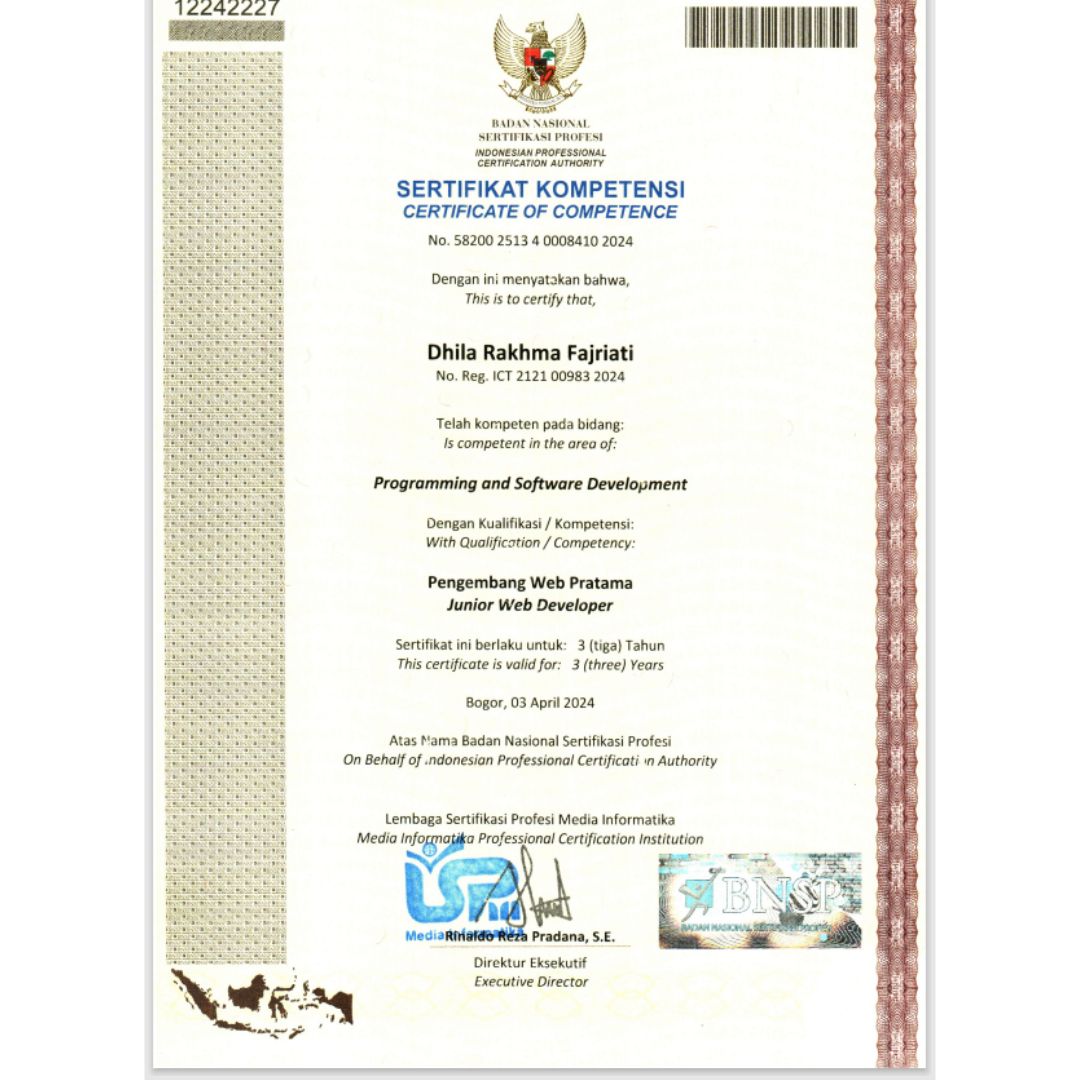 12242227
BADAN NASIONAL
SERTIFIKASI PROFESI
INDONESIAN PROFESSIONAL
CERTIFICATION AUTHORITY
SERTIFIKAT KOMPETENSI
CERTIFICATE OF COMPETENCE
No. 58200 2513 4 0008410 2024
Dengan ini menyatakan bahwa,
This is to certify that,
Dhila Rakhma Fajriati
No. Reg. ICT 2121 00983 2024
Telah kompeten pada bidang:
Is competent in the area of:
Programming and Software Development
Dengan Kualifikasi / Kompetensi:
With Qualification / Competency:
Pengembang Web Pratama
Junior Web Developer
Sertifikat ini berlaku untuk: 3 (tiga) Tahun
This certificate is valid for: 3 (three) Years
Bogor, 03 April 2024
Atas Nama Badan Nasional Sertifikasi Profesi
On Behalf of Indonesian Professional Certification Authority
Lembaga Sertifikasi Profesi Media Informatika
Media Informatika Professional Certification Institution
BNSP
BADAN NASIONAL SERTIFIKASI PROFESI
Media Informatika
Rinaldo Reza Pradana, S.E.
Direktur Eksekutif
Executive Director